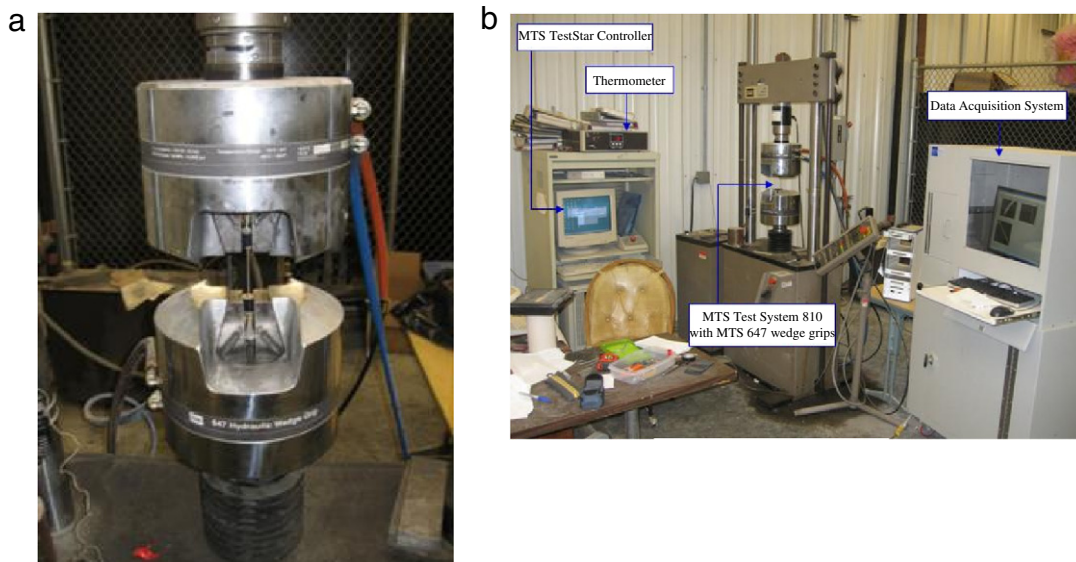 a
b
MTS TestStar Controller
Thermometer
Data Acquisition System
MTS Test System 810
with MTS 647 wedge grips
647 Hydraulic Wedge Grip